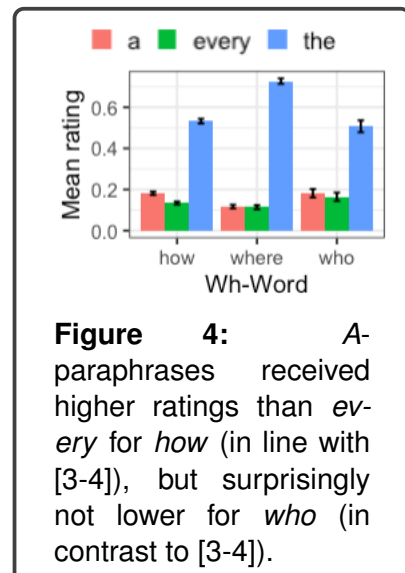 a every the
Mean rating
0.6
0.4
0.2
0.0
how where who
Wh-Word
Figure 4: A-
paraphrases received
higher ratings than ev-
ery for how (in line with
[3-4]), but surprisingly
not lower for who (in
contrast to [3-4]).